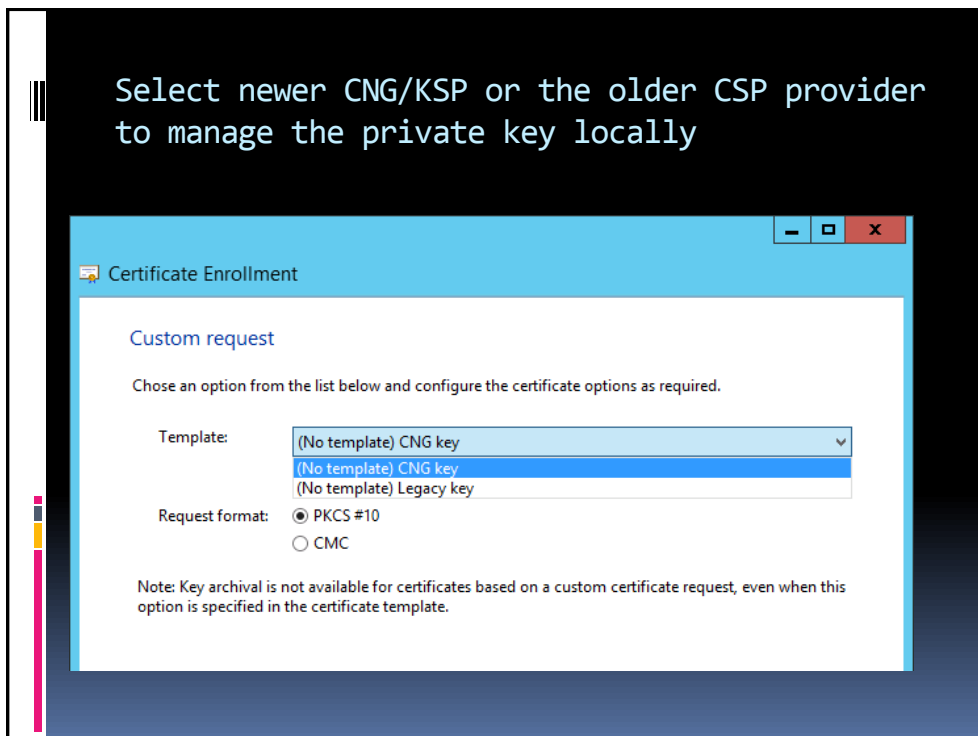 Select newer CNG/KSP or the older CSP provider
to manage the private key locally
Certificate Enrollment
Custom request
Chose an option from the list below and configure the certificate options as required.
Template:
(No template) CNG key
(No template) CNG key
(No template) Legacy key
Request format:
PKCS #10
CMC
Note: Key archival is not available for certificates based on a custom certificate request, even when this
option is specified in the certificate template.